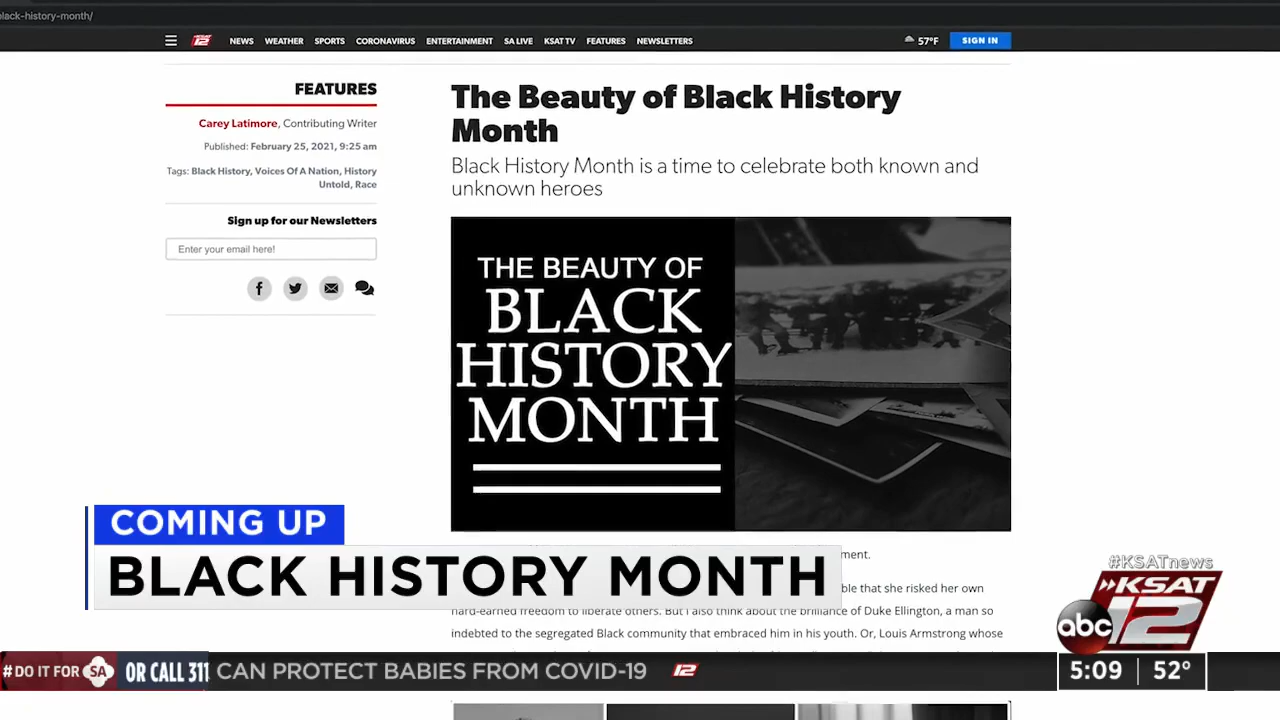 black-history-month/
KSAT 12 NEWS WEATHER SPORTS CORONAVIRUS ENTERTAINMENT SA LIVE KSAT TV FEATURES NEWSLETTERS 57°F SIGN IN
FEATURES
Carey Latimore, Contributing Writer
Published: February 25, 2021, 9:25 am
Tags: Black History, Voices Of A Nation, History
Untold, Race
Sign up for our Newsletters
Enter your email here!
The Beauty of Black History
Month
Black History Month is a time to celebrate both known and
unknown heroes
THE BEAUTY OF
BLACK
HISTORY
MONTH
COMING UP
BLACK HISTORY MONTH
ment.
ble that she risked her own
hard-earned freedom to liberate others. But I also think about the brilliance of Duke Ellington, a man so
indebted to the segregated Black community that embraced him in his youth. Or, Louis Armstrong whose
#KSATnews
KSAT
abc 12
#DO IT FOR SA OR CALL 311 CAN PROTECT BABIES FROM COVID-19 12 5:09 52°